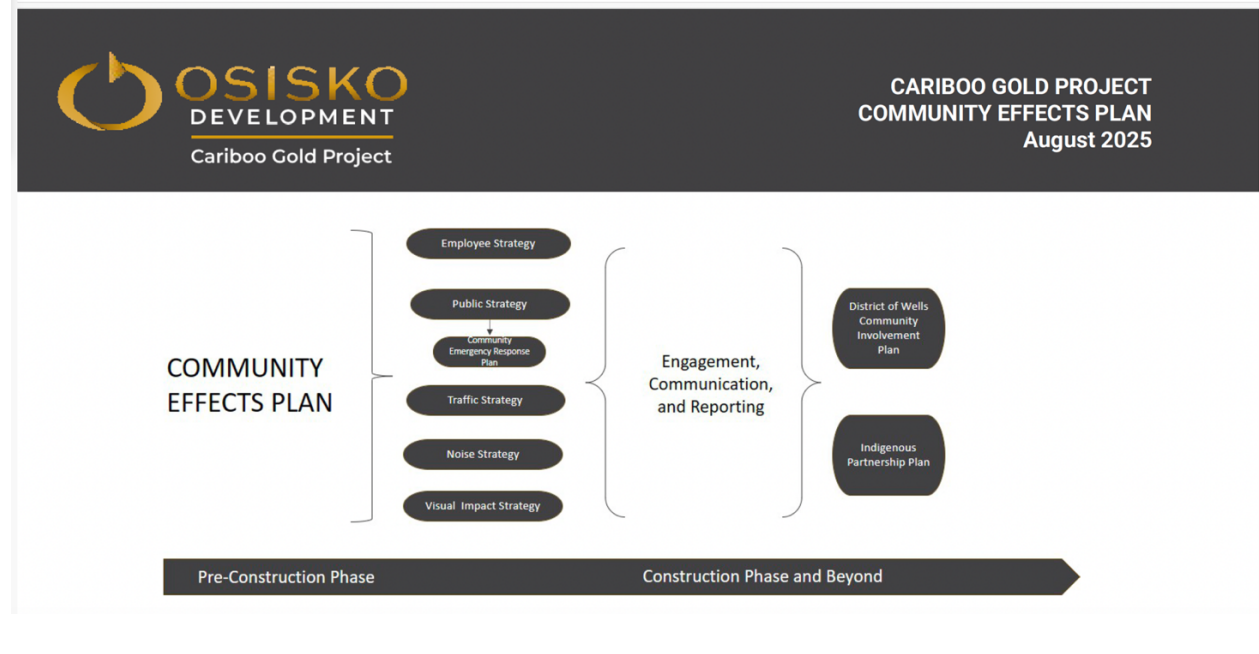 OSISKO
DEVELOPMENT
Cariboo Gold Project
CARIBOO GOLD PROJECT
COMMUNITY EFFECTS PLAN
August 2025
COMMUNITY
EFFECTS PLAN
Employee Strategy
Public Strategy
Community
Emergency Response
Plan
Traffic Strategy
Noise Strategy
Visual Impact Strategy
Engagement,
Communication,
and Reporting
District of Wells
Community
Involvement
Plan
Indigenous
Partnership Plan
Pre-Construction Phase
Construction Phase and Beyond